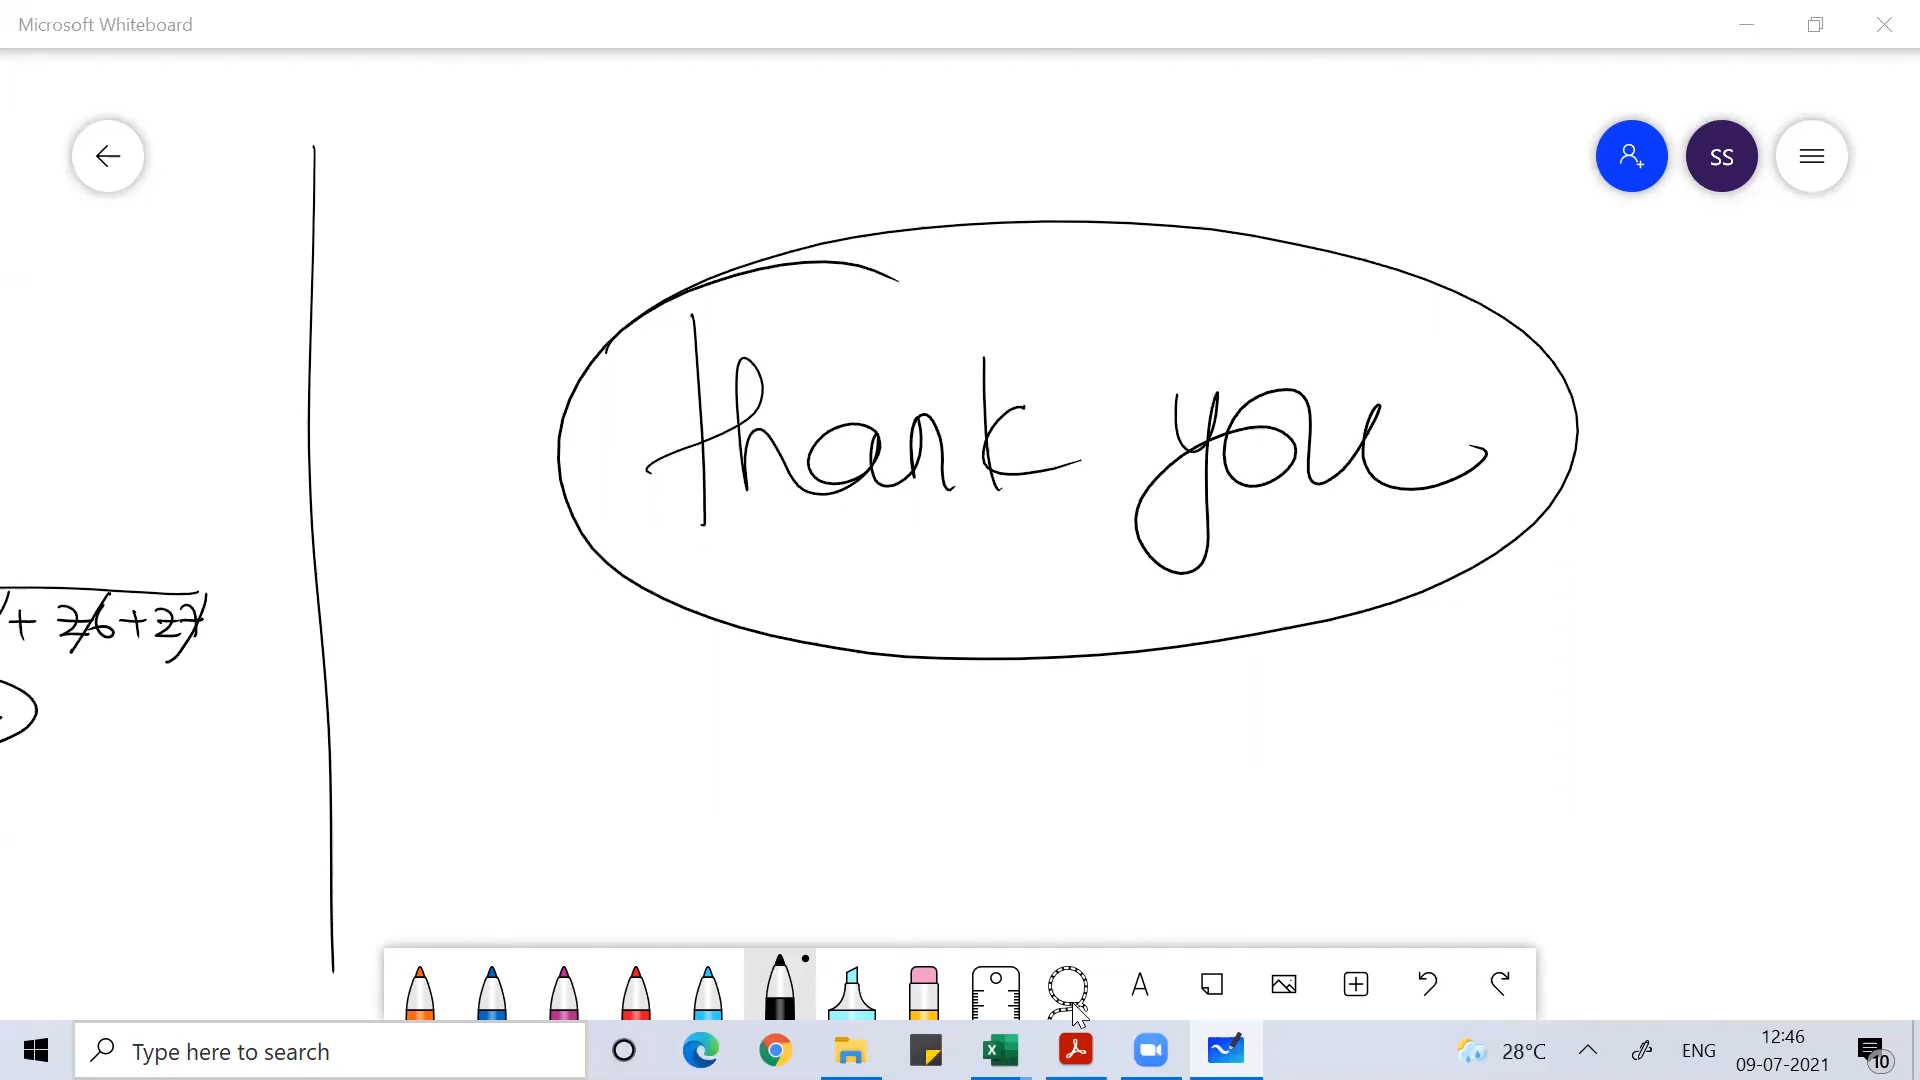 Microsoft Whiteboard
SS
Thank you
+ 26 + 27
A
Type here to search
28°C
ENG
12:46
09-07-2021
10